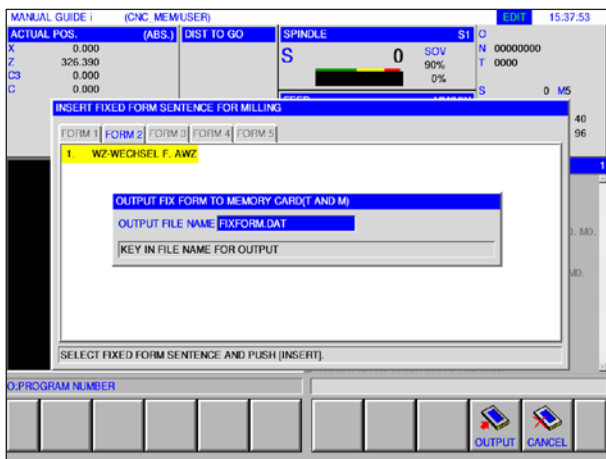 MANUAL GUIDE i (CNC_MEM/USER) EDIT 15:37:53
ACTUAL POS. (ABS.) DIST TO GO SPINDLE S1 O
X 0.000 N 00000000
Z 326.390 S 0 SOV T 0000
C3 0.000 90%
C 0.000 0% S 0 M5
INSERT FIXED FORM SENTENCE FOR MILLING
FORM 1 FORM 2 FORM 3 FORM 4 FORM 5 40
96
1. WZ-WECHSEL F. AWZ 1
OUTPUT FIX FORM TO MEMORY CARD(T AND M)
OUTPUT FILE NAME FIXFORM.DAT
MD.
KEY IN FILE NAME FOR OUTPUT
MD.
SELECT FIXED FORM SENTENCE AND PUSH [INSERT].
O:PROGRAM NUMBER
OUTPUT CANCEL